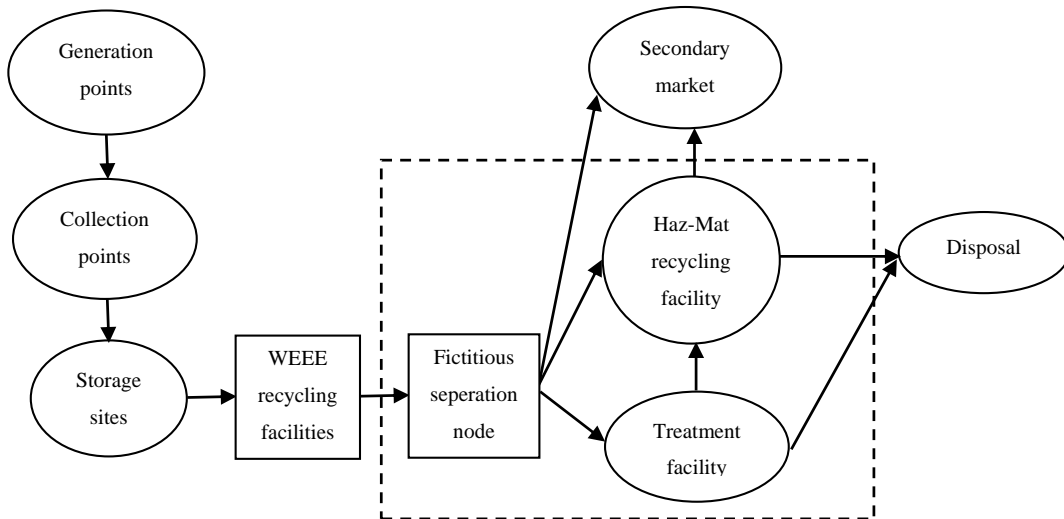 Generation
points
Collection
points
Storage
sites
WEEE
recycling
facilities
Fictitious
seperation
node
Secondary
market
Haz-Mat
recycling
facility
Treatment
facility
Disposal